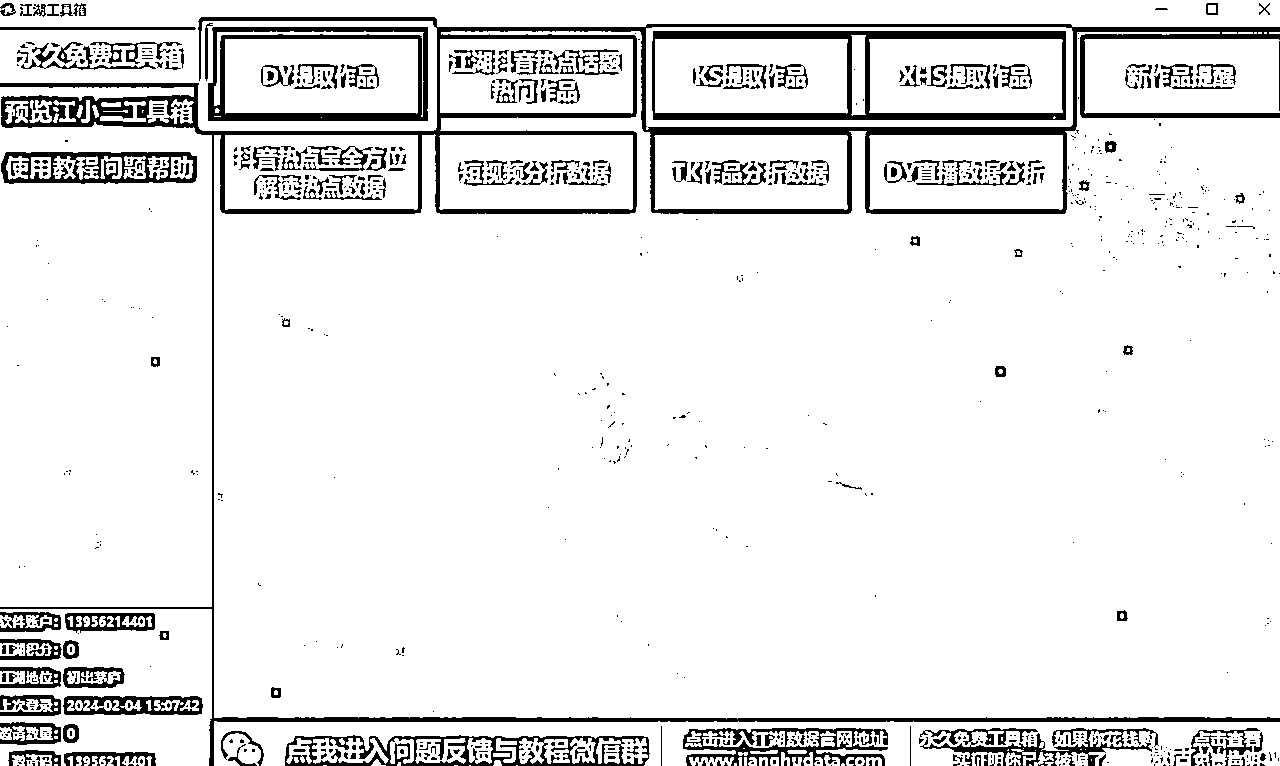 江湖工具箱
永久免费工具箱
预览江小二工具箱
使用教程问题帮助
DY提取作品
江湖抖音热点话题
热门作品
KS提取作品
XHS提取作品
新作品提醒
抖音热点宝全方位
解读热点数据
短视频分析数据
TK作品分析数据
DY直播数据分析
软件账户：13956214401
江湖积分：0
江湖地位：初出茅庐
上次登录：2024-02-04 15:07:42
邀请数量：0
邀请码：13956214401
点我进入问题反馈与教程微信群
点击进入江湖数据官网地址
www.jianghudata.com
永久免费工具箱，如果你花钱购
买证明你已经被骗了
点击查看
免责声明